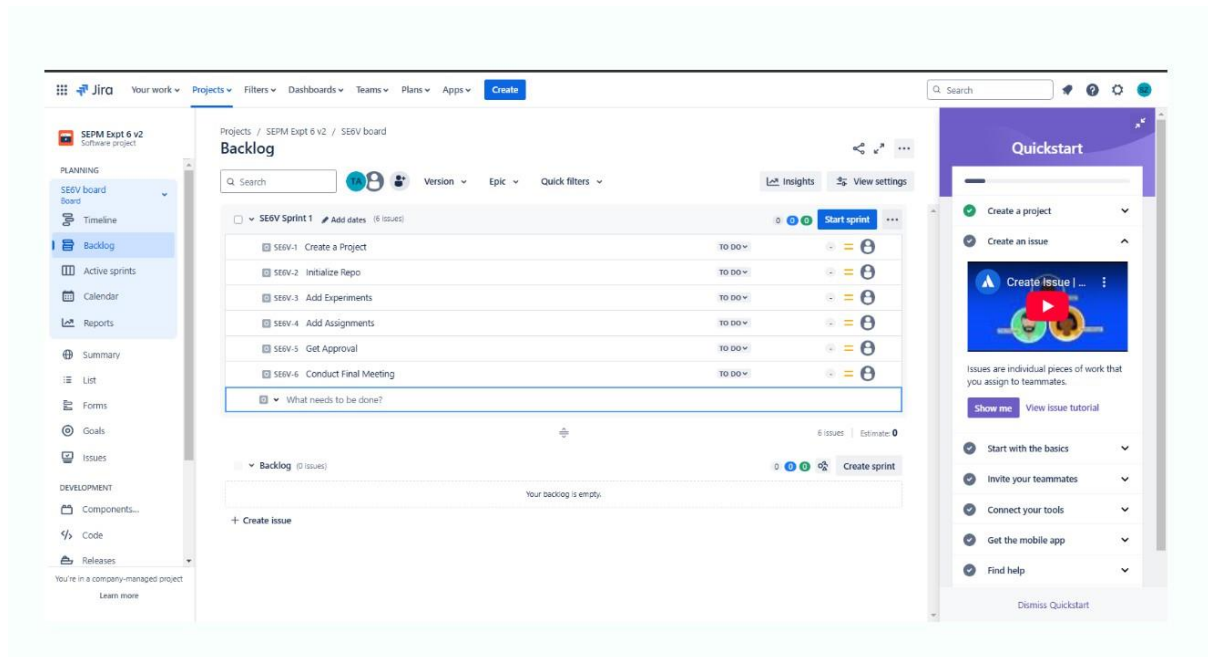 Jira Your work Projects Filters Dashboards Teams Plans Apps Create Search
SEPM Expt 6 v2
Software project
PLANNING
SE6V board
Board
Timeline
Backlog
Active sprints
Calendar
Reports
Summary
List
Forms
Goals
Issues
DEVELOPMENT
Components...
Code
Releases
You're in a company-managed project
Learn more
Projects / SEPM Expt 6 v2 / SE6V board
Backlog
Search TA Version Epic Quick filters Insights View settings
SE6V Sprint 1 Add dates (6 issues) 0 0 0 Start sprint
SE6V-1 Create a Project TO DO -
SE6V-2 Initialize Repo TO DO -
SE6V-3 Add Experiments TO DO -
SE6V-4 Add Assignments TO DO -
SE6V-5 Get Approval TO DO -
SE6V-6 Conduct Final Meeting TO DO -
What needs to be done?
6 issues | Estimate: 0
Backlog (0 issues) 0 0 0 Create sprint
Your backlog is empty.
+ Create issue
Quickstart
Create a project
Create an issue
Create Issue | ...
Issues are individual pieces of work that
you assign to teammates.
Show me View issue tutorial
Start with the basics
Invite your teammates
Connect your tools
Get the mobile app
Find help
Dismiss Quickstart